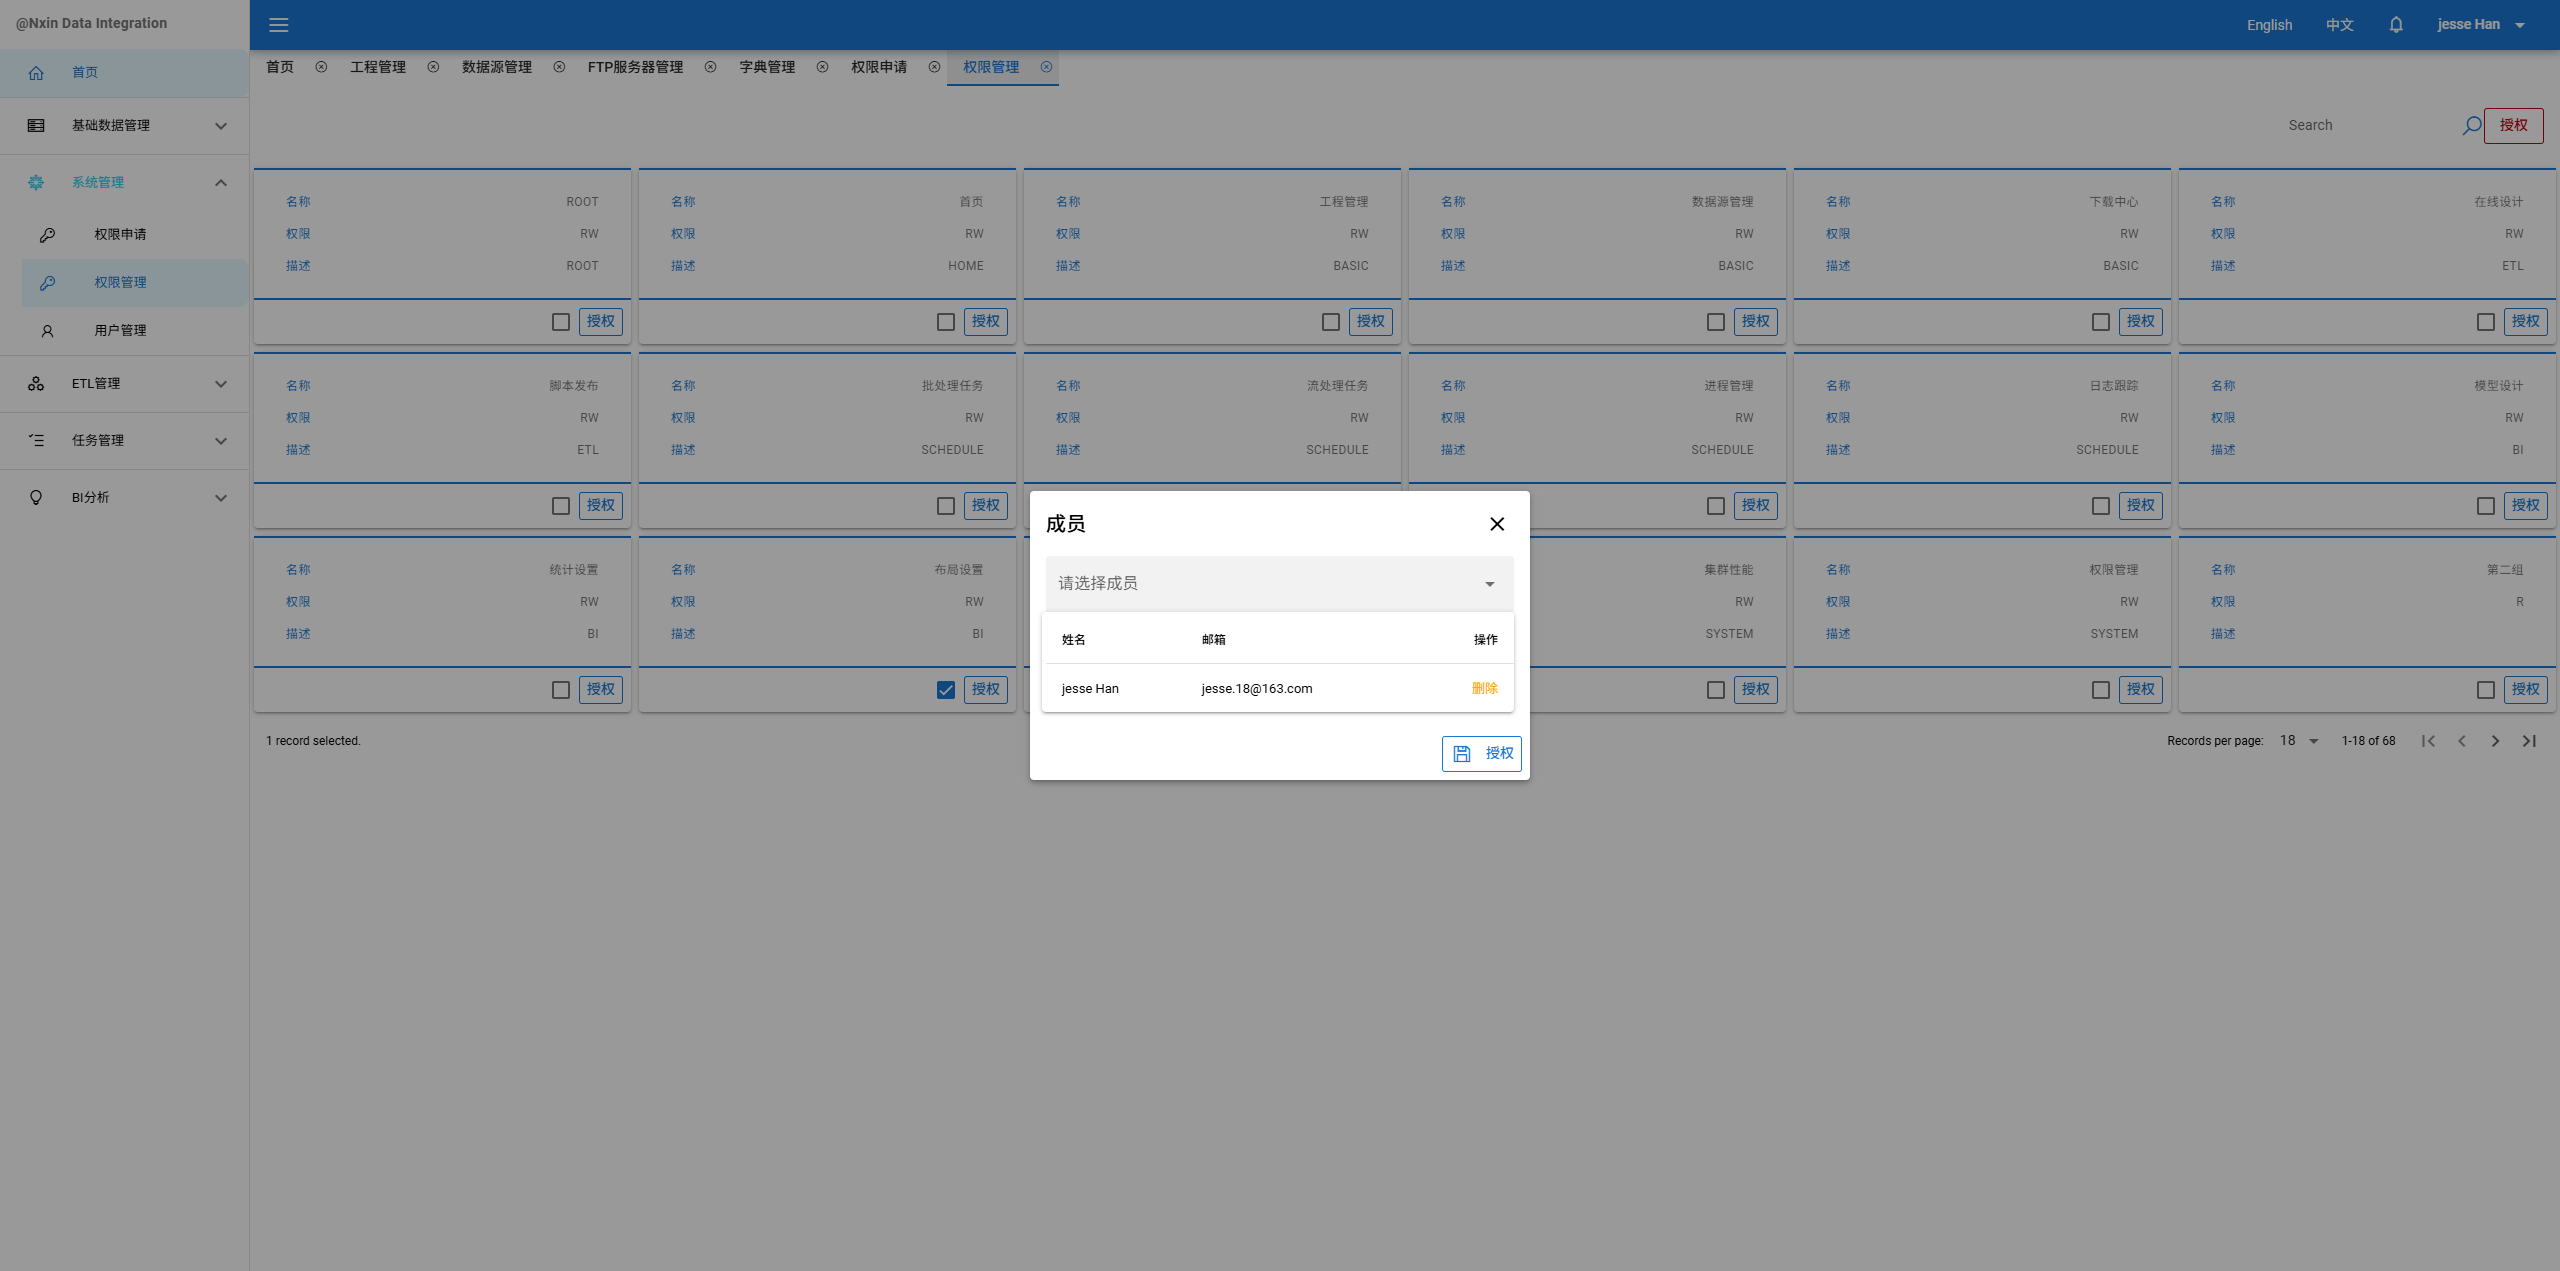 @Nxin Data Integration
English 中文 jesse Han
首页
基础数据管理
系统管理
权限申请
权限管理
用户管理
ETL管理
任务管理
BI分析
首页 工程管理 数据源管理 FTP服务器管理 字典管理 权限申请 权限管理
Search 授权
名称 ROOT 名称 首页 名称 工程管理 名称 数据源管理 名称 下载中心 名称 在线设计
权限 RW 权限 RW 权限 RW 权限 RW 权限 RW 权限 RW
描述 ROOT 描述 HOME 描述 BASIC 描述 BASIC 描述 BASIC 描述 ETL
授权 授权 授权 授权 授权 授权
名称 脚本发布 名称 批处理任务 名称 流处理任务 名称 进程管理 名称 日志跟踪 名称 模型设计
权限 RW 权限 RW 权限 RW 权限 RW 权限 RW 权限 RW
描述 ETL 描述 SCHEDULE 描述 SCHEDULE 描述 SCHEDULE 描述 SCHEDULE 描述 BI
授权 授权 授权 授权 授权
名称 统计设置 名称 布局设置 集群性能 名称 权限管理 名称 第二组
权限 RW 权限 RW RW 权限 RW 权限 R
描述 BI 描述 BI SYSTEM 描述 SYSTEM 描述
授权 授权 授权 授权 授权
成员
请选择成员
姓名 邮箱 操作
jesse Han jesse.18@163.com 删除
授权
1 record selected. Records per page: 18 1-18 of 68